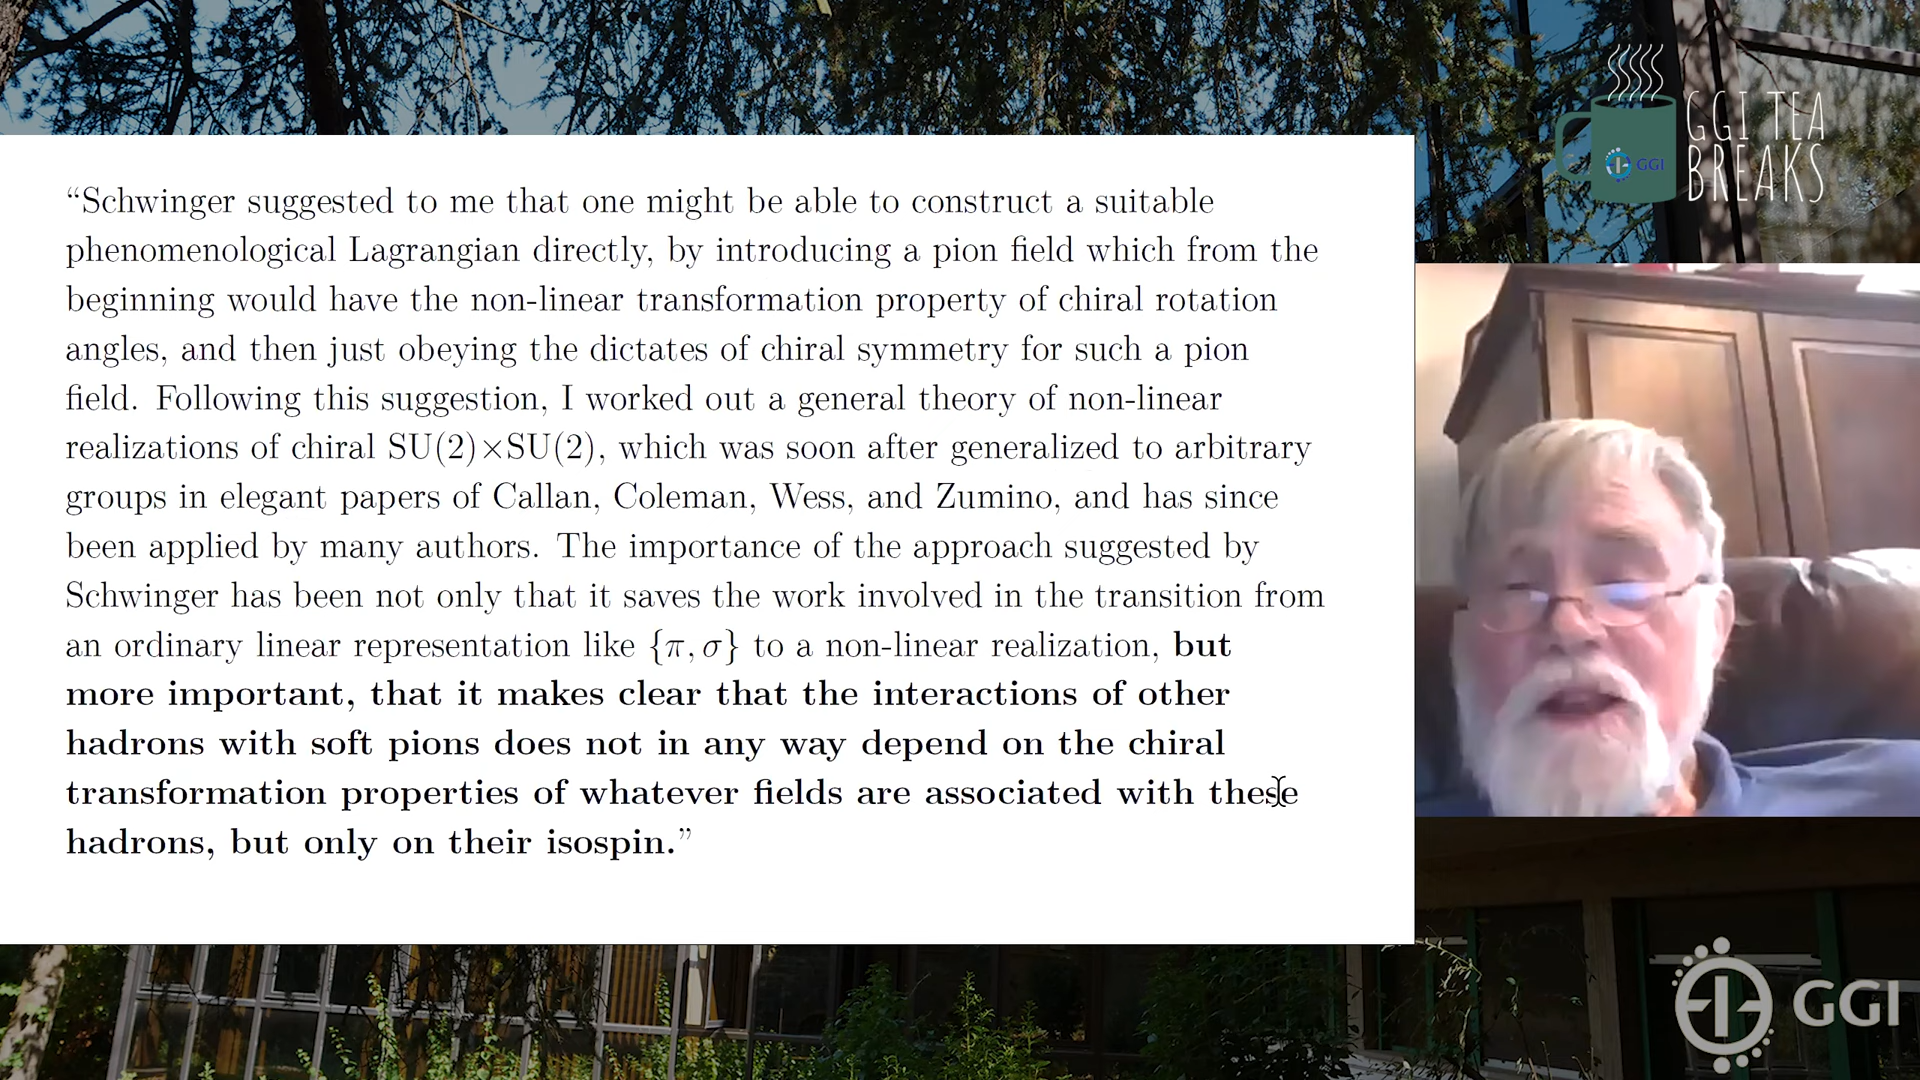 “Schwinger suggested to me that one might be able to construct a suitable
phenomenological Lagrangian directly, by introducing a pion field which from the
beginning would have the non-linear transformation property of chiral rotation
angles, and then just obeying the dictates of chiral symmetry for such a pion
field. Following this suggestion, I worked out a general theory of non-linear
realizations of chiral SU(2)×SU(2), which was soon after generalized to arbitrary
groups in elegant papers of Callan, Coleman, Wess, and Zumino, and has since
been applied by many authors. The importance of the approach suggested by
Schwinger has been not only that it saves the work involved in the transition from
an ordinary linear representation like {π, σ} to a non-linear realization, but
more important, that it makes clear that the interactions of other
hadrons with soft pions does not in any way depend on the chiral
transformation properties of whatever fields are associated with these
hadrons, but only on their isospin.”
GGI TEA
BREAKS
GGI
GGI